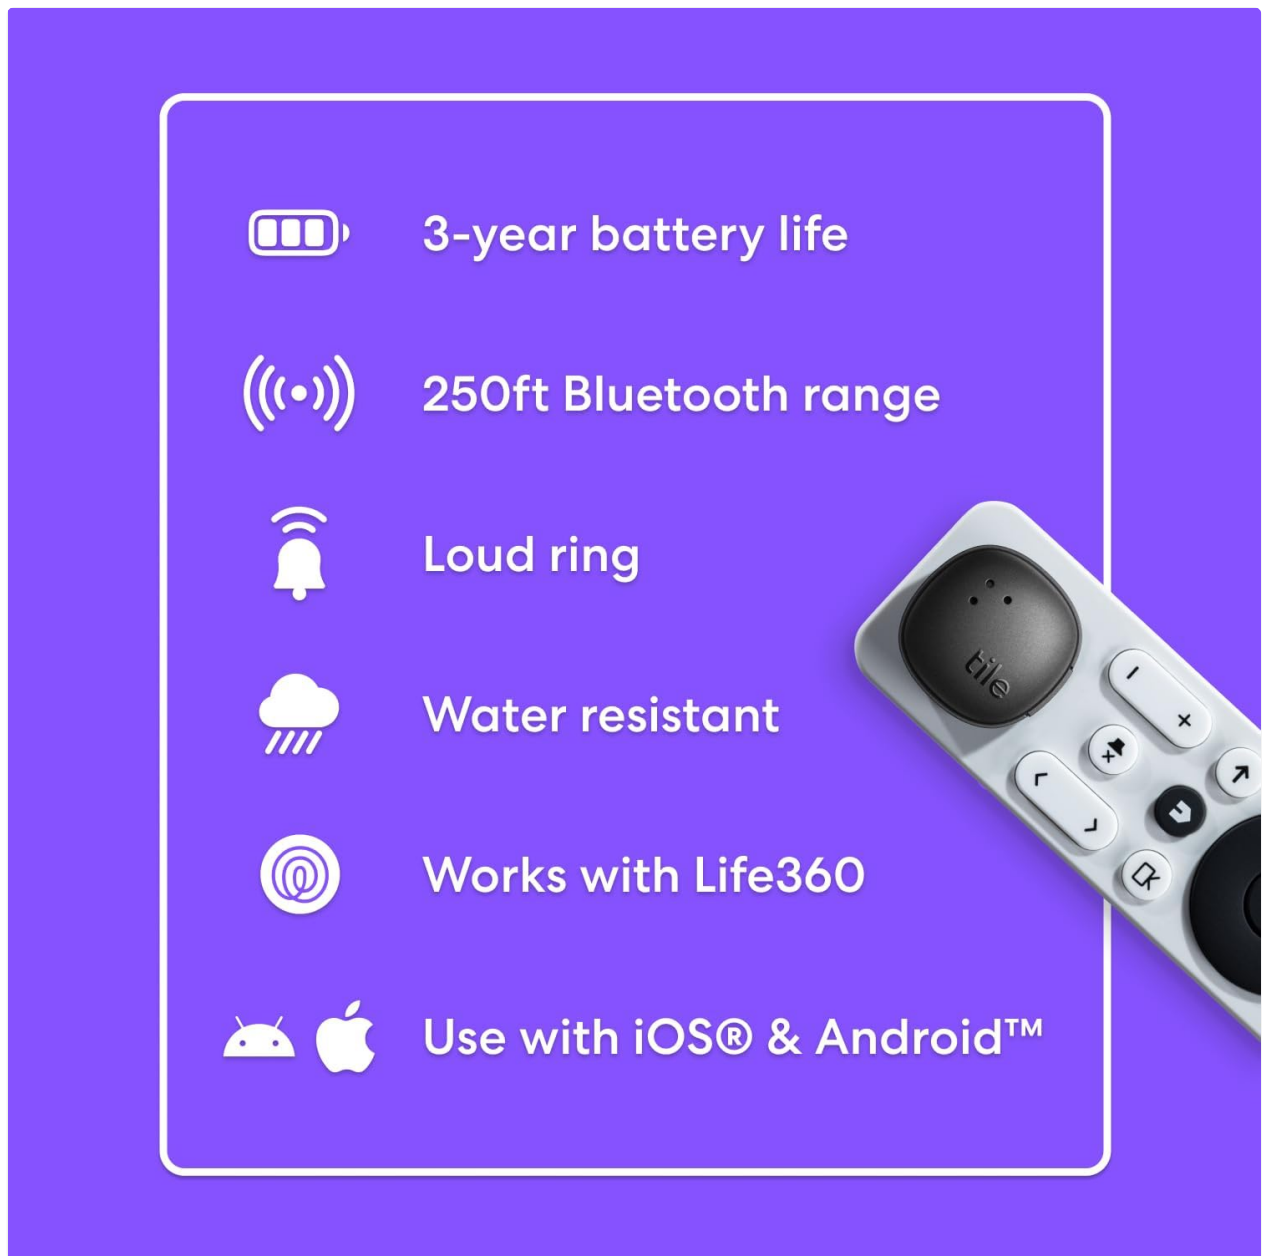 3-year battery life
250ft Bluetooth range
Loud ring
tile
Water resistant
Works with Life360
Use with iOS® & Android™